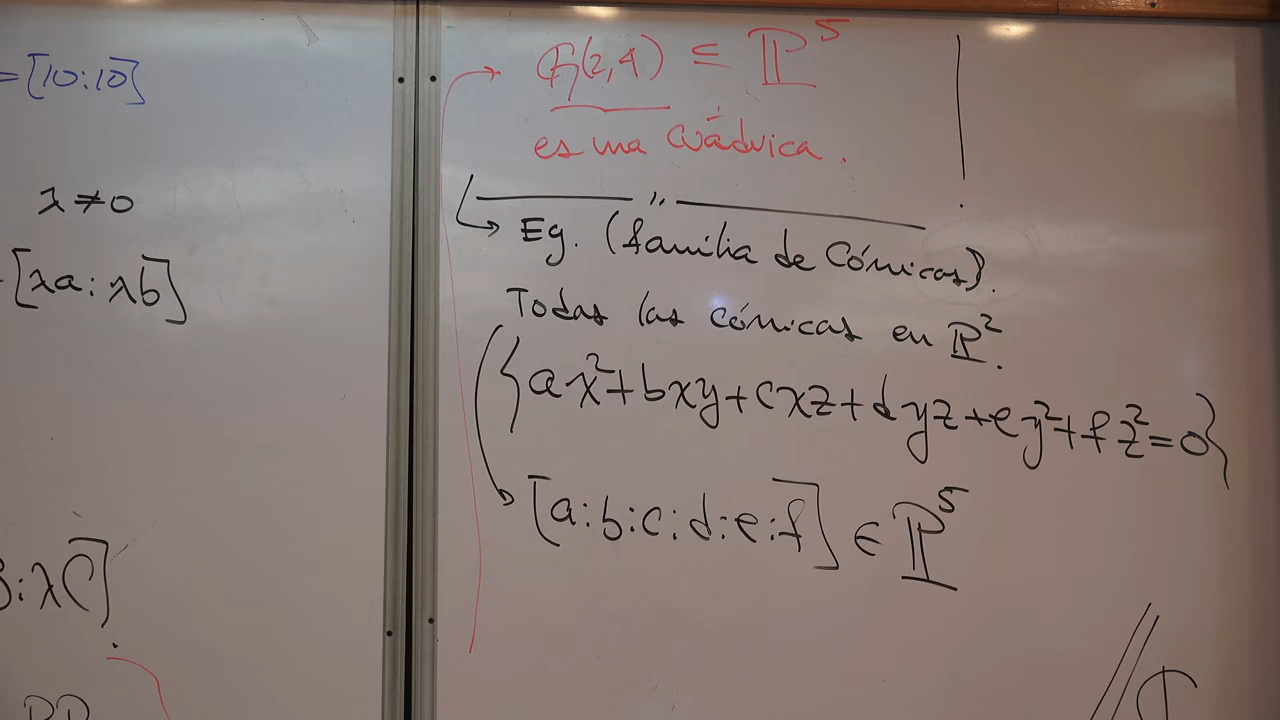 =[10:10]
λ≠0
[λa:λb]
:λC]
G(2,4) ⊆ ℙ⁵
es una cuádrica.
Eg. (familia de Cónicas).
Todas las cónicas en ℙ².
{ax²+bxy+cxz+dyz+ey²+fz²=0}
[a:b:c:d:e:f] ∈ ℙ⁵